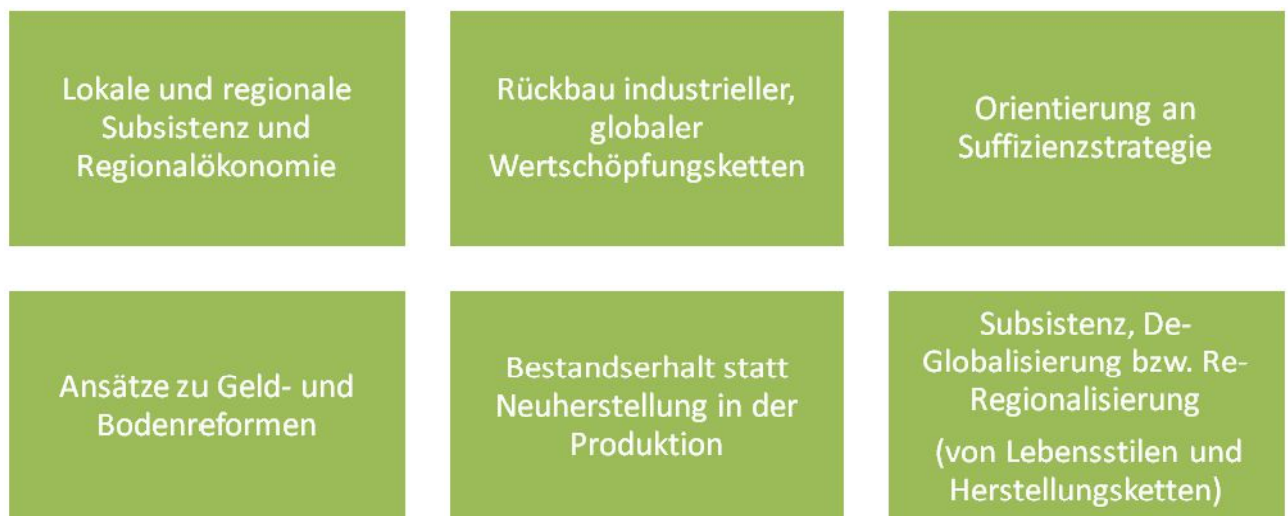 Lokale und regionale
Subsistenz und
Regionalökonomie
Rückbau industrieller,
globaler
Wertschöpfungsketten
Orientierung an
Suffizienzstrategie
Ansätze zu Geld- und
Bodenreformen
Bestandserhalt statt
Neuherstellung in der
Produktion
Subsistenz, De-
Globalisierung bzw. Re-
Regionalisierung
(von Lebensstilen und
Herstellungsketten)